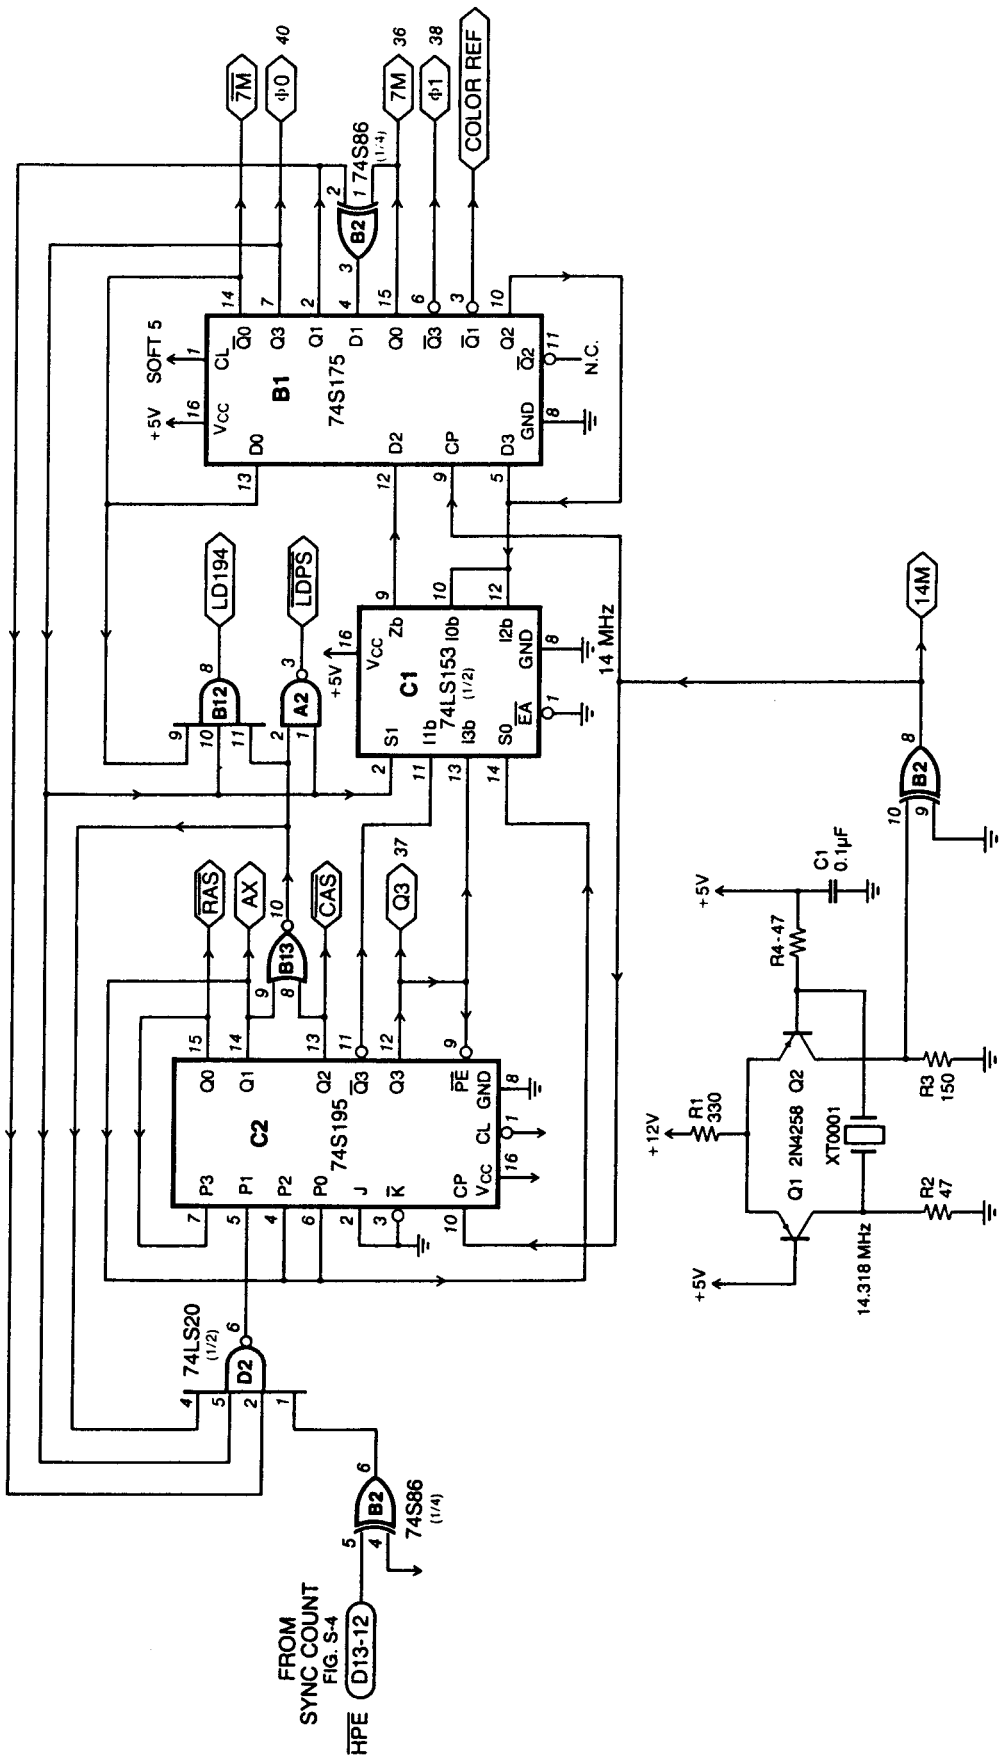 FROM
SYNC COUNT
FIG. S-4
HPE
D13-12
5
4
6
B2
74S86
(1/4)
74LS20
(1/2)
4
5
2
1
D2
6
7
P3
5
P1
4
P2
6
P0
2
J
3
K
10
CP
VCC
16
CL
1
GND
8
C2
74S195
Q0
15
Q1
14
Q2
13
Q3
11
Q3
12
PE
9
RAS
AX
CAS
Q3
37
9
8
B13
10
9
10
11
B12
8
LD194
2
1
A2
3
LDPS
+5V
16
VCC
2
S1
11
I1b
13
I3b
14
S0
C1
74LS153
(1/2)
Zb
9
I0b
10
I2b
12
GND
8
EA
1
14 MHz
SOFT 5
+5V
1
CL
16
VCC
13
D0
12
D2
9
CP
5
D3
GND
8
B1
74S175
Q0
14
Q3
7
Q1
2
D1
4
Q0
15
Q3
6
Q1
3
Q2
10
Q2
11
N.C.
B2
3
2
1
74S86
(1/4)
7M
Φ0
40
7M
36
Φ1
38
COLOR REF
+5V
+12V
R1
330
Q1
2N4258
Q2
XT0001
14.318 MHz
R2
47
R3
150
R4-47
+5V
C1
0.1µF
10
9
B2
8
14M